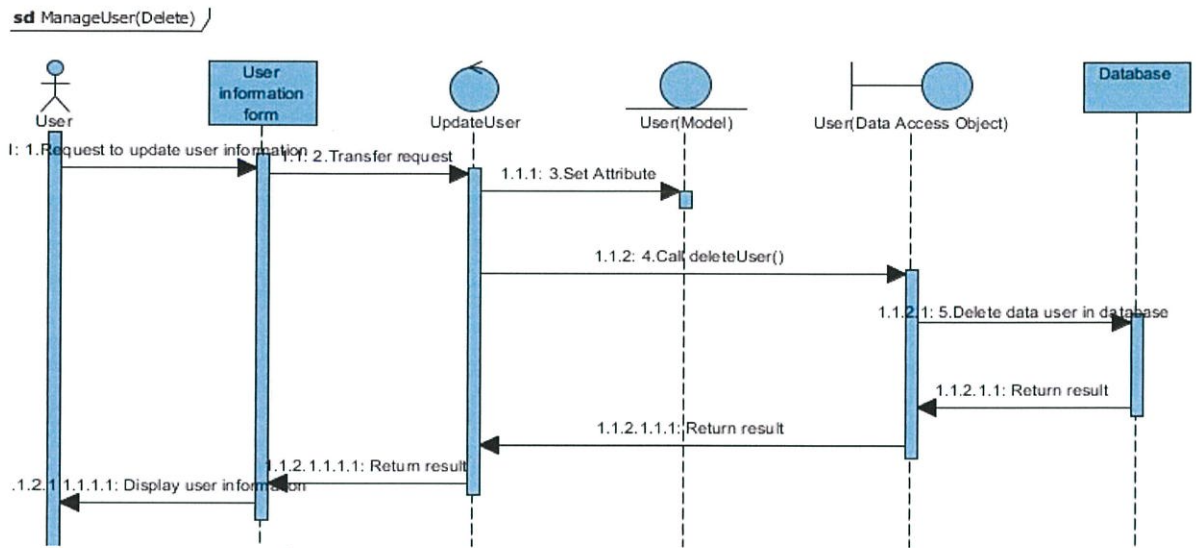 sd ManageUser(Delete)
User
information
form
Database
User
UpdateUser
User(Model)
User(Data Access Object)
1: 1.Request to update user information
1.1: 2.Transfer request
1.1.1: 3.Set Attribute
1.1.2: 4.Call deleteUser()
1.1.2.1: 5.Delete data user in database
1.1.2.1.1: Return result
1.1.2.1.1.1: Return result
1.1.2.1.1.1.1: Return result
.1.2.1.1.1.1.1: Display user information